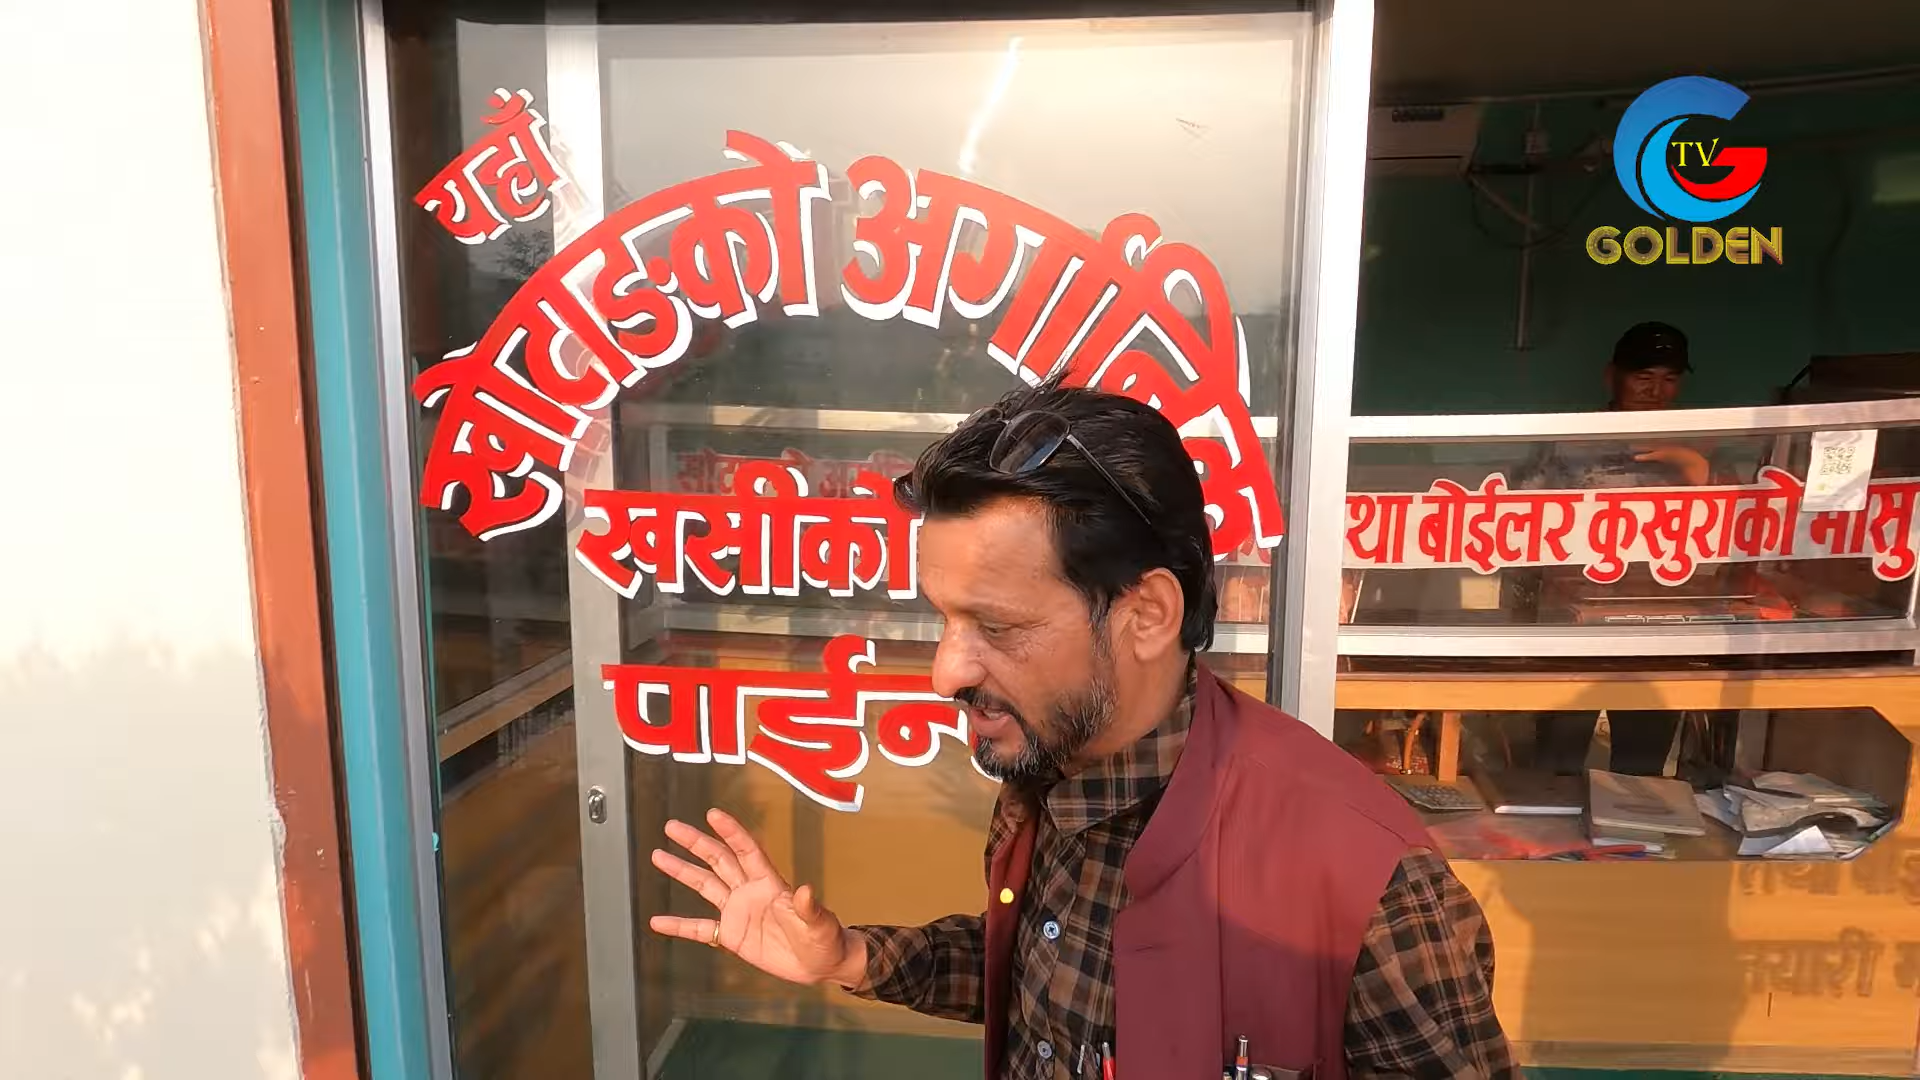 TV
GOLDEN
यहाँ
खोटाङको अर्गानिक
खसीको
पाईन्
था बोईलर कुखुराको मासु